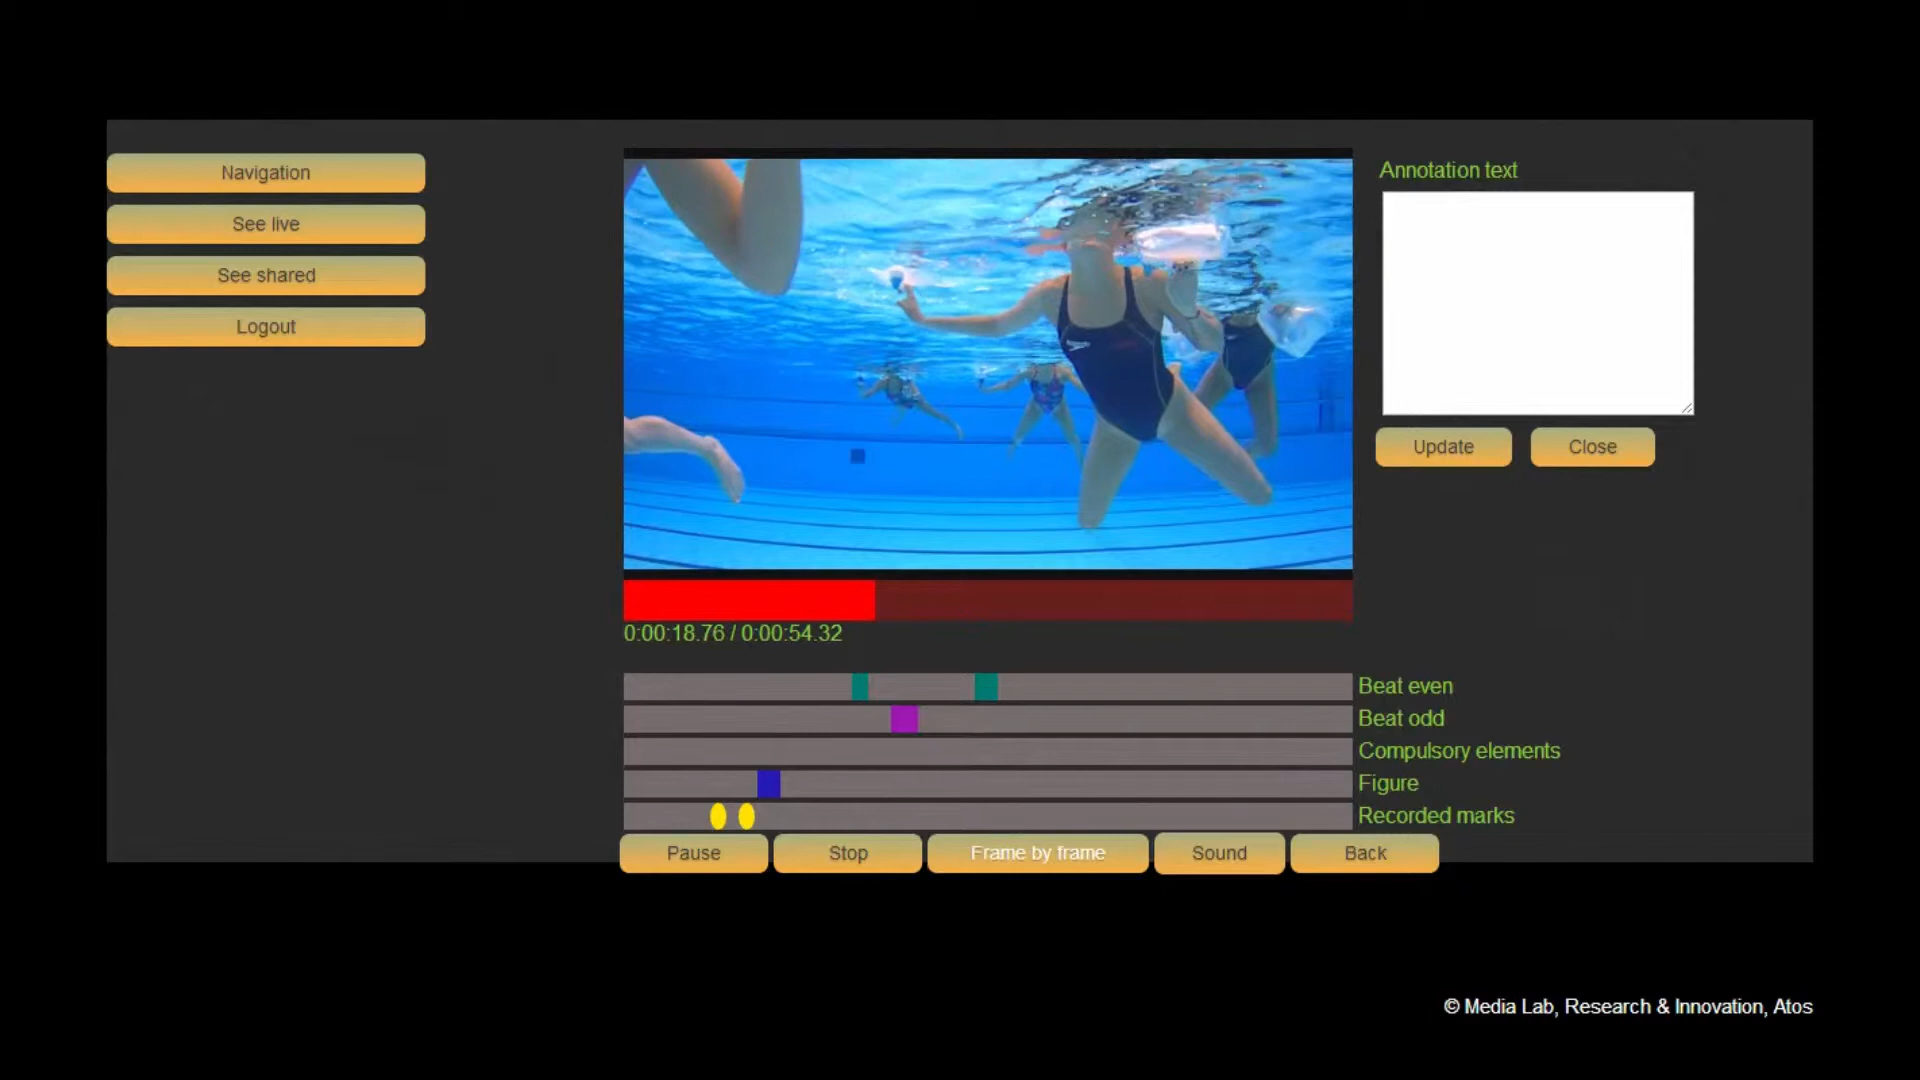 Navigation
See live
See shared
Logout
Annotation text
Update
Close
speedo
0:00:18.76 / 0:00:54.32
Beat even
Beat odd
Compulsory elements
Figure
Recorded marks
Pause
Stop
Frame by frame
Sound
Back
© Media Lab, Research & Innovation, Atos